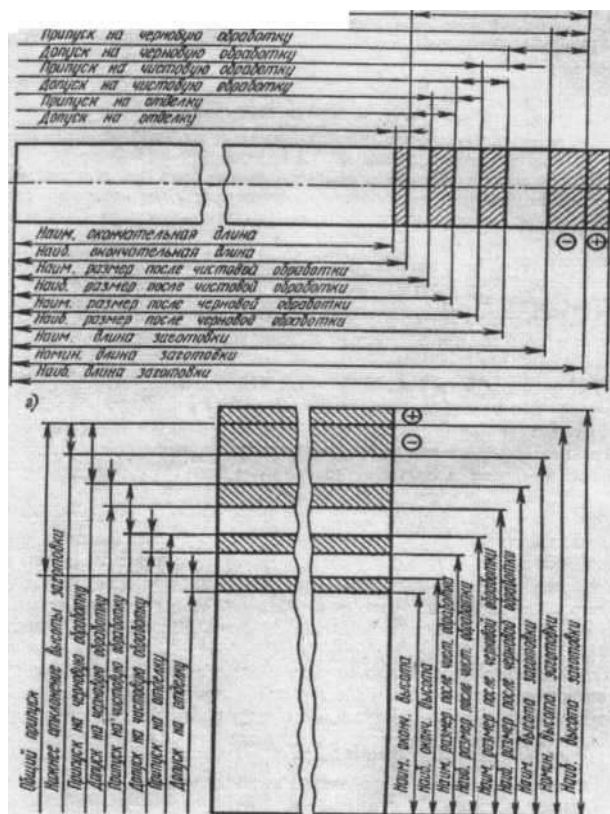 Припуск на черновую обработку
Допуск на черновую обработку
Припуск на чистовую обработку
Допуск на чистовую обработку
Припуск на отделку
Допуск на отделку
Наим. окончательная длина
Наиб. окончательная длина
Наим. размер после чистовой обработки
Наиб. размер после чистовой обработки
Наим. размер после черновой обработки
Наиб. размер после черновой обработки
Наим. длина заготовки
Номин. длина заготовки
Наиб. длина заготовки
− +
г)
+
−
Общий припуск
Нижнее отклонение высоты заготовки
Припуск на черновую обработку
Допуск на черновую обработку
Припуск на чистовую обработку
Допуск на чистовую обработку
Припуск на отделку
Допуск на отделку
Наим. оконч. высота
Наиб. оконч. высота
Наим. размер после чист. обработки
Наиб. размер после чист. обработки
Наим. размер после черновой обработки
Наиб. размер после черновой обработки
Наим. высота заготовки
Номин. высота заготовки
Наиб. высота заготовки